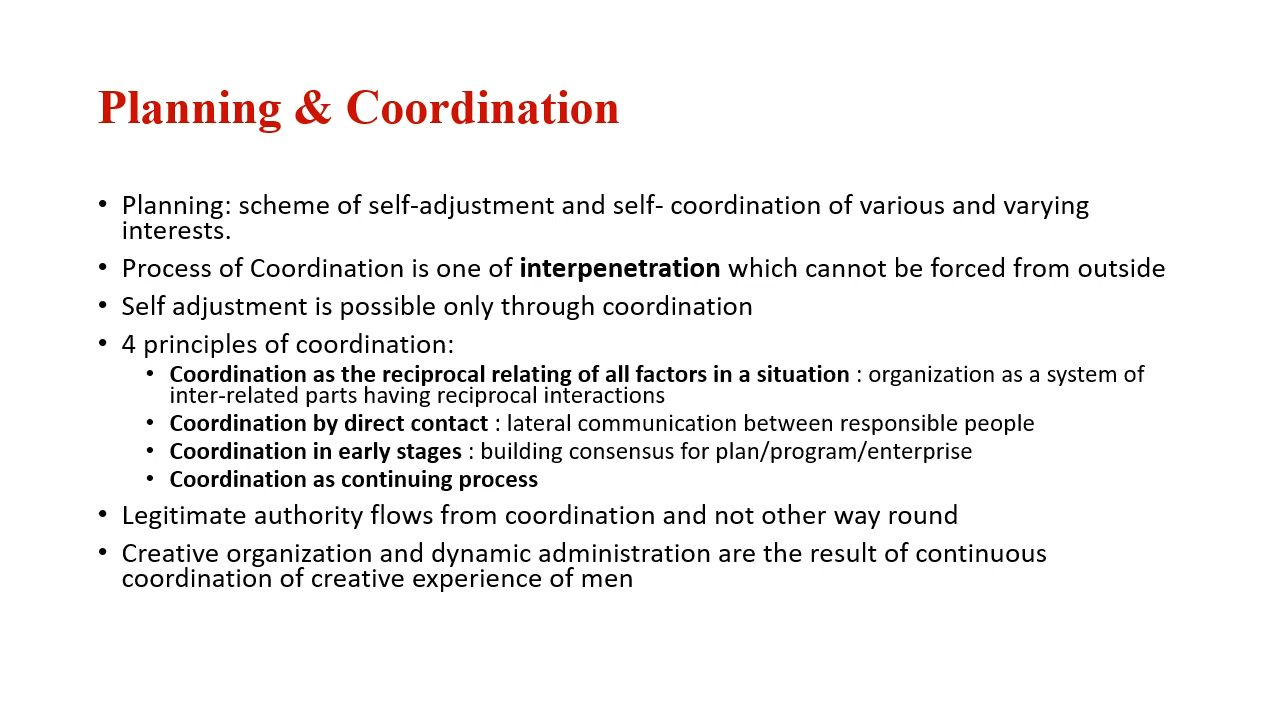 Planning & Coordination
• Planning: scheme of self-adjustment and self- coordination of various and varying
interests.
• Process of Coordination is one of interpenetration which cannot be forced from outside
• Self adjustment is possible only through coordination
• 4 principles of coordination:
• Coordination as the reciprocal relating of all factors in a situation : organization as a system of
inter-related parts having reciprocal interactions
• Coordination by direct contact : lateral communication between responsible people
• Coordination in early stages : building consensus for plan/program/enterprise
• Coordination as continuing process
• Legitimate authority flows from coordination and not other way round
• Creative organization and dynamic administration are the result of continuous
coordination of creative experience of men